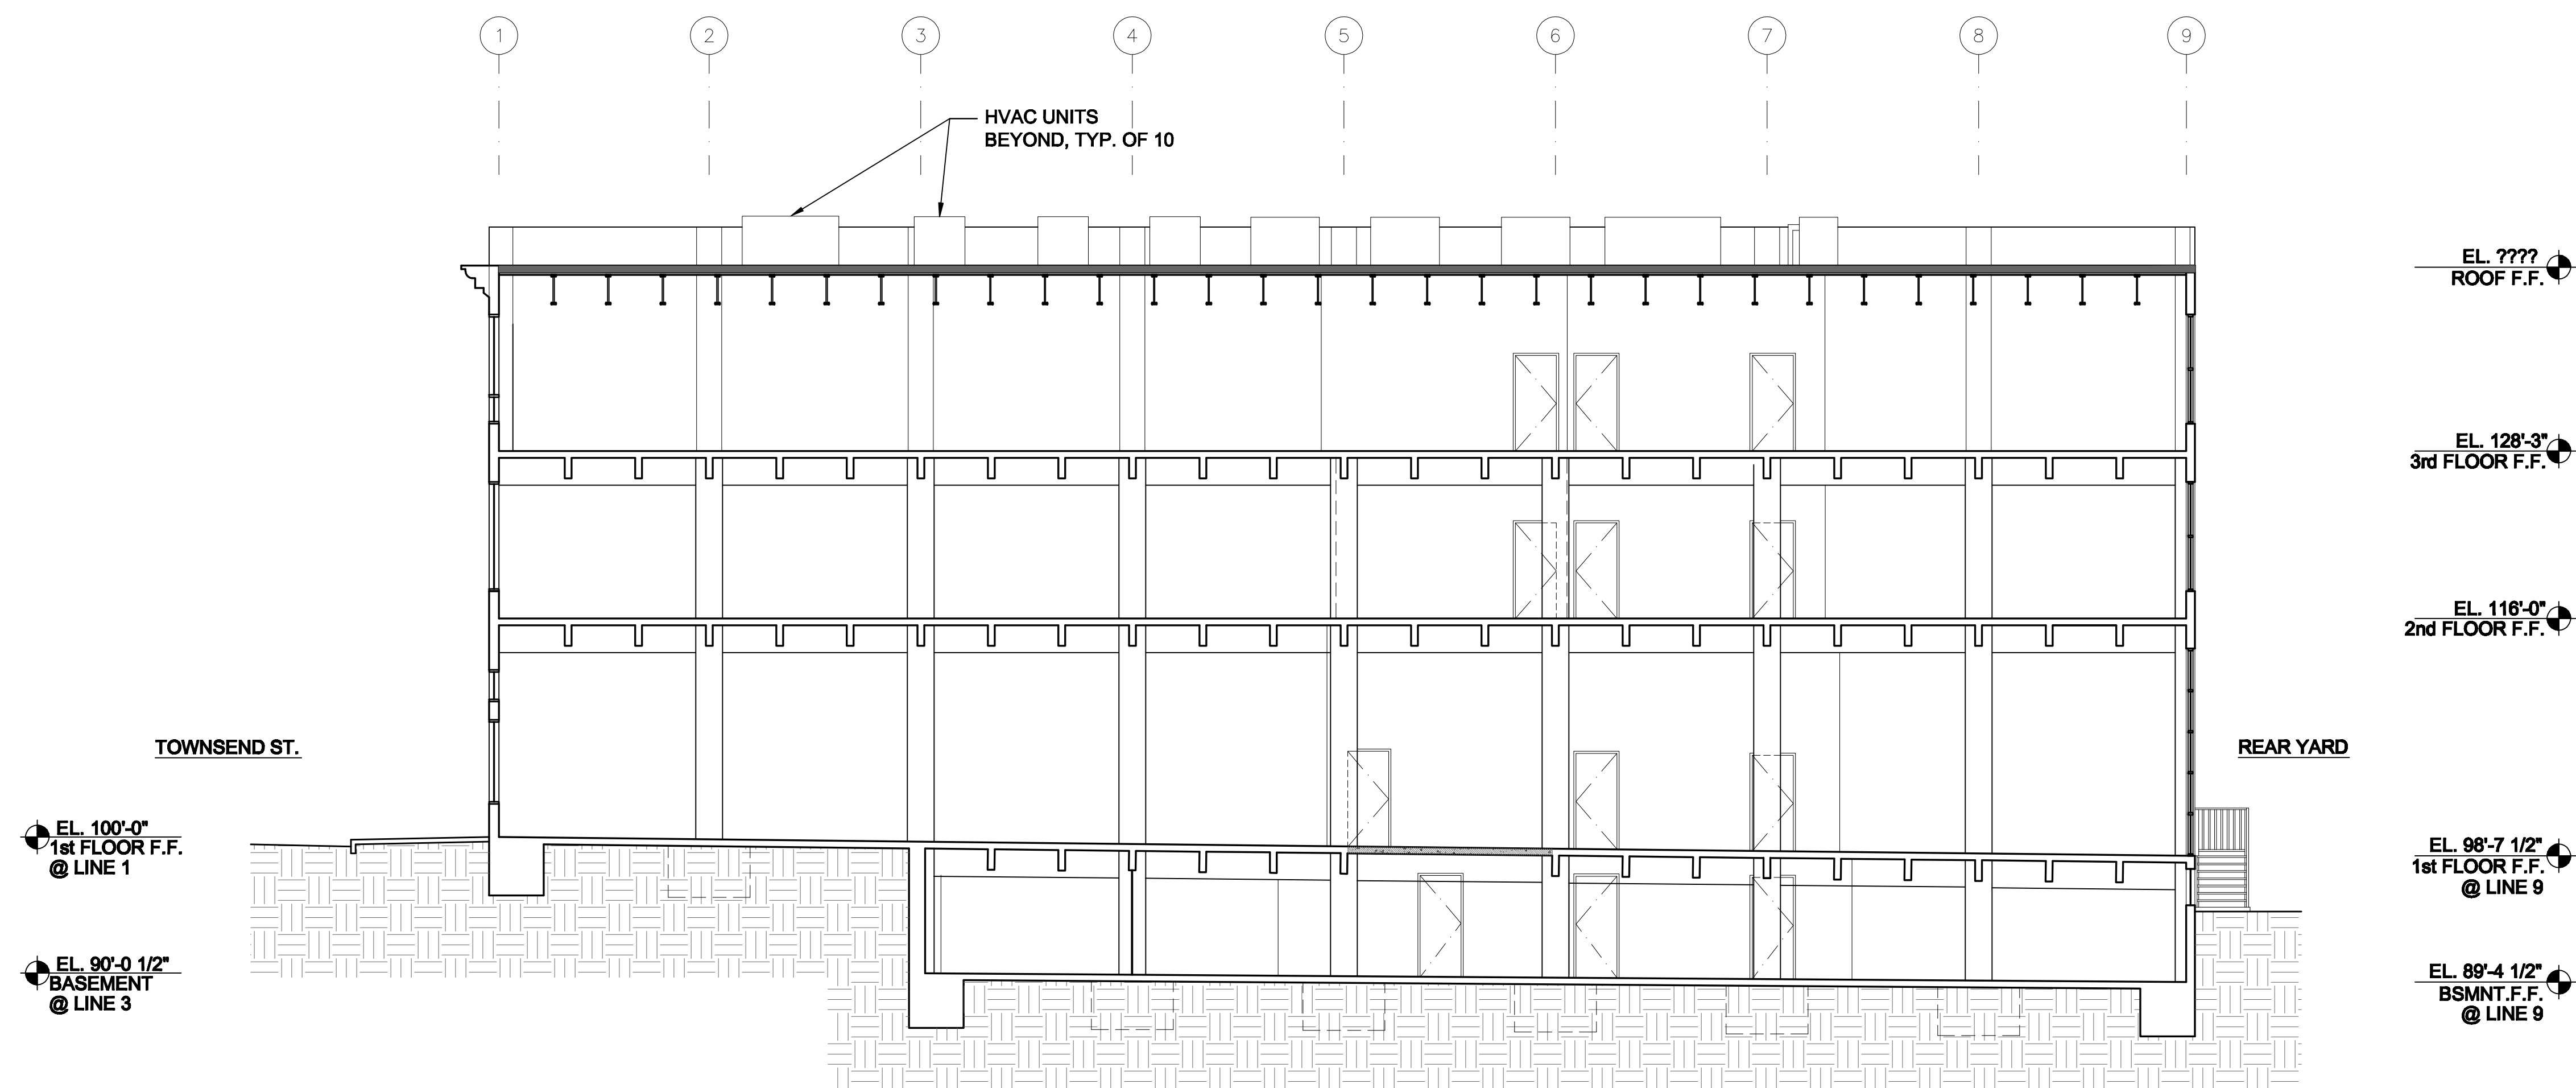 1 2 3 4 5 6 7 8 9
HVAC UNITS
BEYOND, TYP. OF 10
EL. ????
ROOF F.F.
EL. 128'-3"
3rd FLOOR F.F.
EL. 116'-0"
2nd FLOOR F.F.
TOWNSEND ST.
REAR YARD
EL. 100'-0"
1st FLOOR F.F.
@ LINE 1
EL. 98'-7 1/2"
1st FLOOR F.F.
@ LINE 9
EL. 90'-0 1/2"
BASEMENT
@ LINE 3
EL. 89'-4 1/2"
BSMNT.F.F.
@ LINE 9